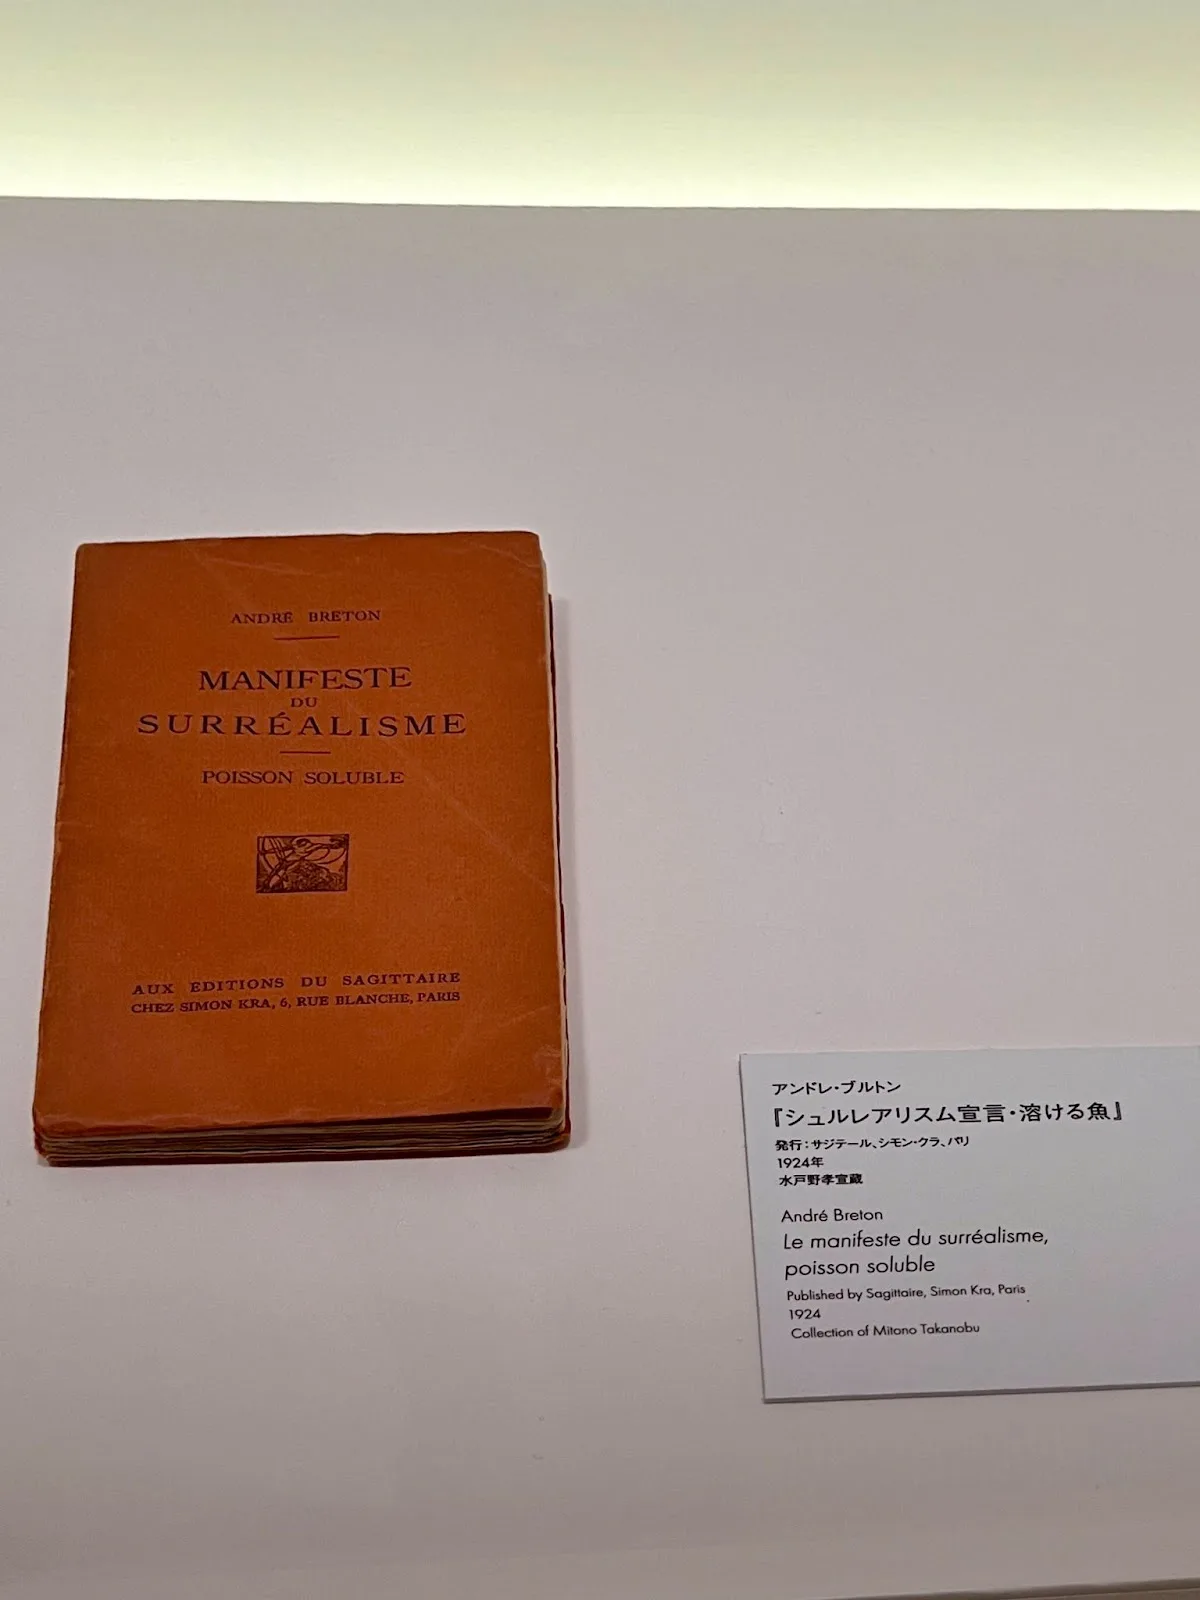 ANDRÉ BRETON
MANIFESTE
DU
SURRÉALISME
POISSON SOLUBLE
AUX EDITIONS DU SAGITTAIRE
CHEZ SIMON KRA, 6, RUE BLANCHE, PARIS
アンドレ・ブルトン
『シュルレアリスム宣言・溶ける魚』
発行：サジテール、シモン・クラ、パリ
1924年
水戸野孝宣蔵
André Breton
Le manifeste du surréalisme,
poisson soluble
Published by Sagittaire, Simon Kra, Paris
1924
Collection of Mitono Takanobu